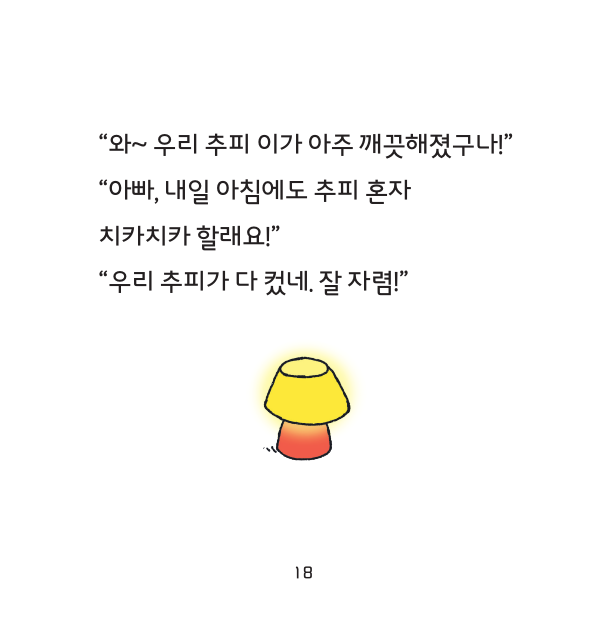 “와~ 우리 추피 이가 아주 깨끗해졌구나!”
“아빠, 내일 아침에도 추피 혼자
치카치카 할래요!”
“우리 추피가 다 컸네. 잘 자렴!”
18